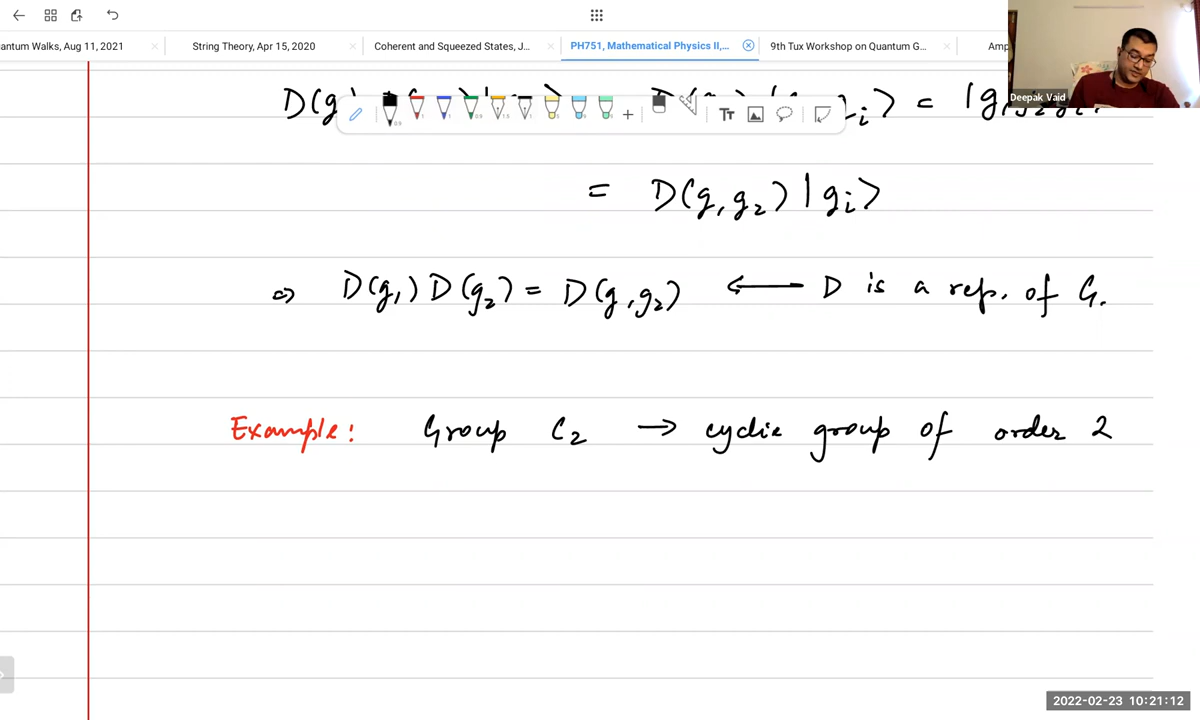 antum Walks, Aug 11, 2021 String Theory, Apr 15, 2020 Coherent and Squeezed States, J... PH751, Mathematical Physics II,... 9th Tux Workshop on Quantum G... Amp
Deepak Vaid
= D(g₁g₂)|gᵢ⟩
⇒ D(g₁) D(g₂) = D(g₁g₂) ← D is a rep. of G.
Example: Group C₂ → cyclic group of order 2
2022-02-23 10:21:12